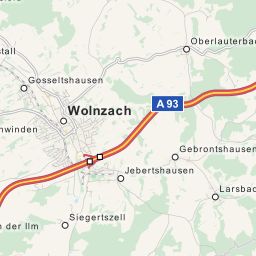 Oberlauterbach
stall
Gosseltshausen
A 93
Wolnzach
nwinden
Gebrontshausen
Jebertshausen
Larsbach
n der Ilm
Siegertszell